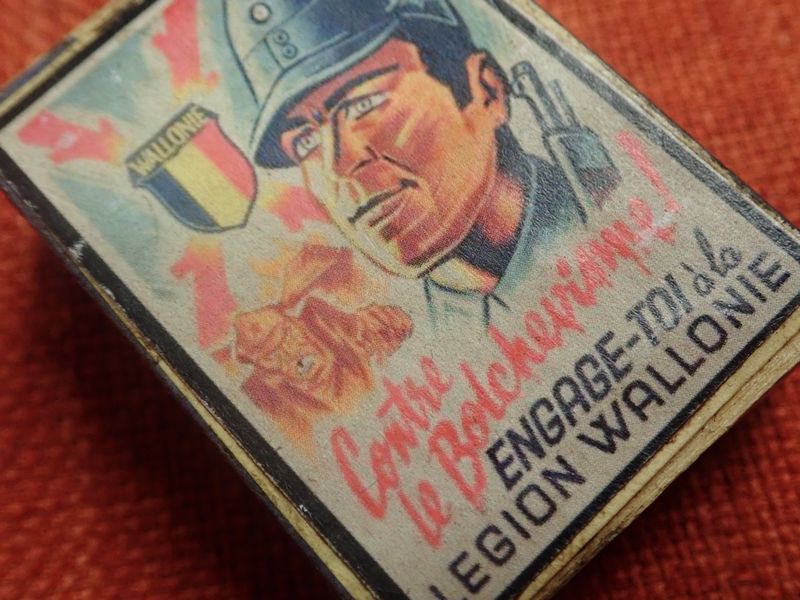 WALLONIE
Contre
le Bolchevisme!
ENGAGE-TOI à la
LEGION WALLONIE